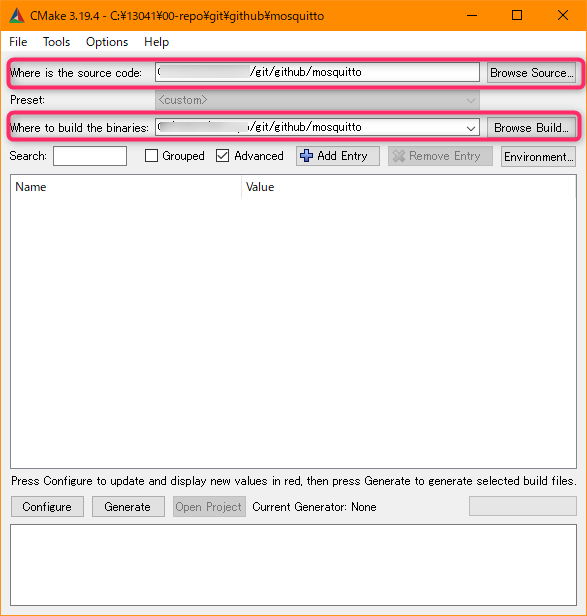 CMake 3.19.4 - C:¥13041¥00-repo¥git¥github¥mosquitto
File Tools Options Help
Where is the source code: /git/github/mosquitto Browse Source...
Preset: <custom>
Where to build the binaries: /git/github/mosquitto Browse Build...
Search: Grouped Advanced Add Entry Remove Entry Environment...
Name Value
Press Configure to update and display new values in red, then press Generate to generate selected build files.
Configure Generate Open Project Current Generator: None